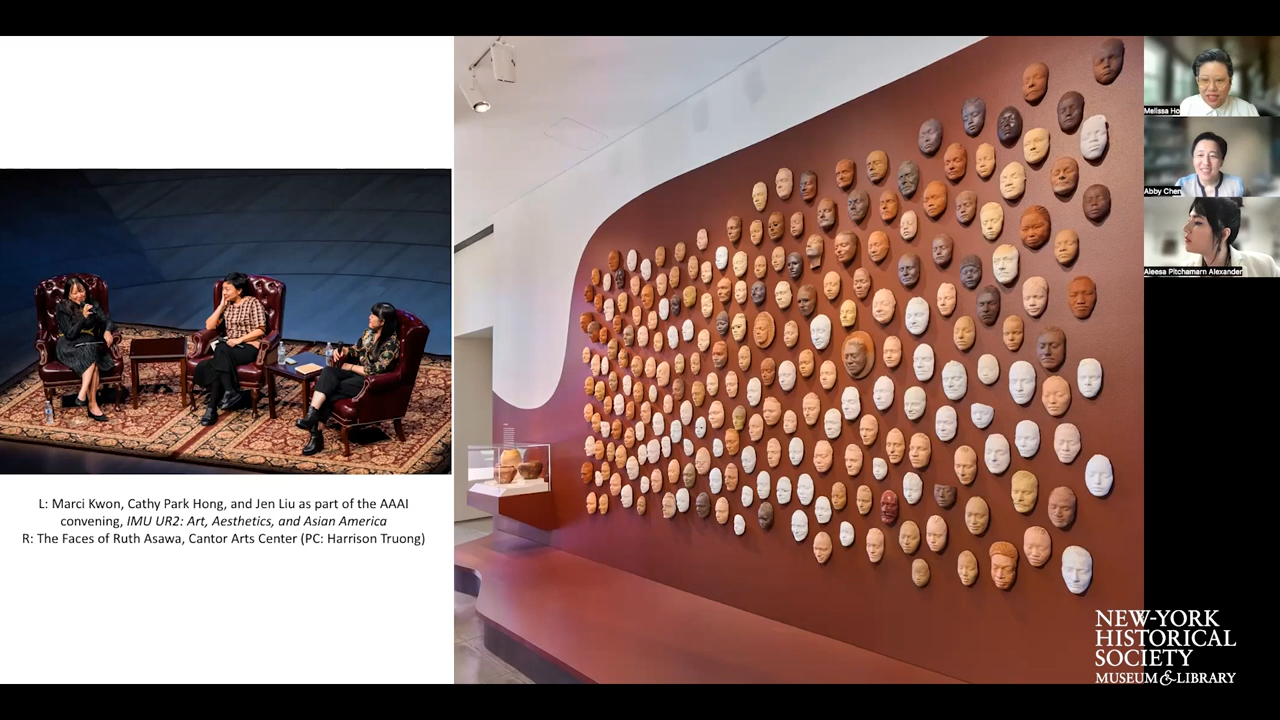 L: Marci Kwon, Cathy Park Hong, and Jen Liu as part of the AAAI
convening, IMU UR2: Art, Aesthetics, and Asian America
R: The Faces of Ruth Asawa, Cantor Arts Center (PC: Harrison Truong)
Melissa Ho
Abby Chen
Aleesa Pitchamarn Alexander
NEW-YORK
HISTORICAL
SOCIETY
MUSEUM & LIBRARY